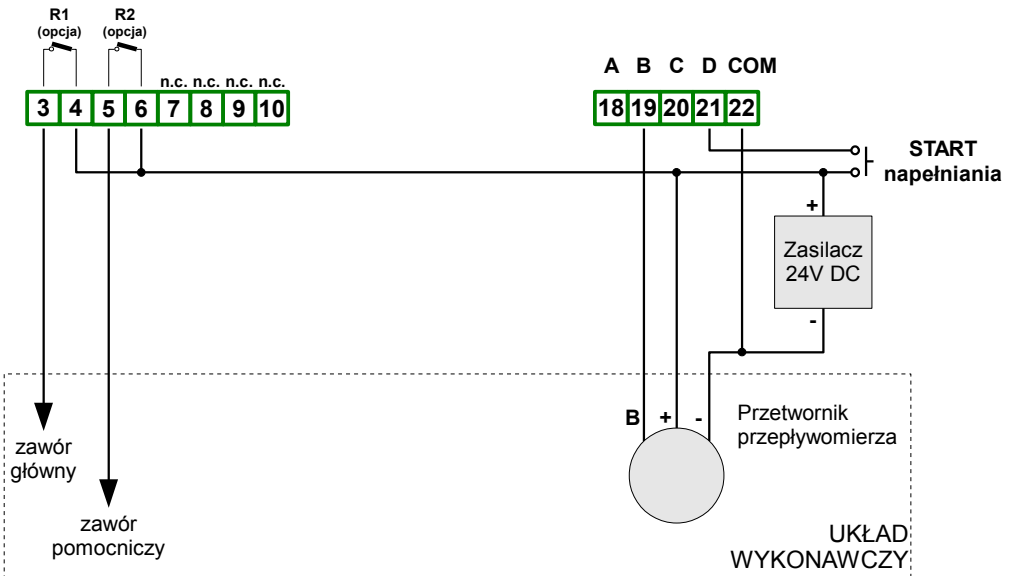 R1
(opcja)
R2
(opcja)
n.c. n.c. n.c. n.c.
3 4 5 6 7 8 9 10
A B C D COM
18 19 20 21 22
START
napełniania
+
Zasilacz
24V DC
-
B + -
Przetwornik
przepływomierza
zawór
główny
zawór
pomocniczy
UKŁAD
WYKONAWCZY